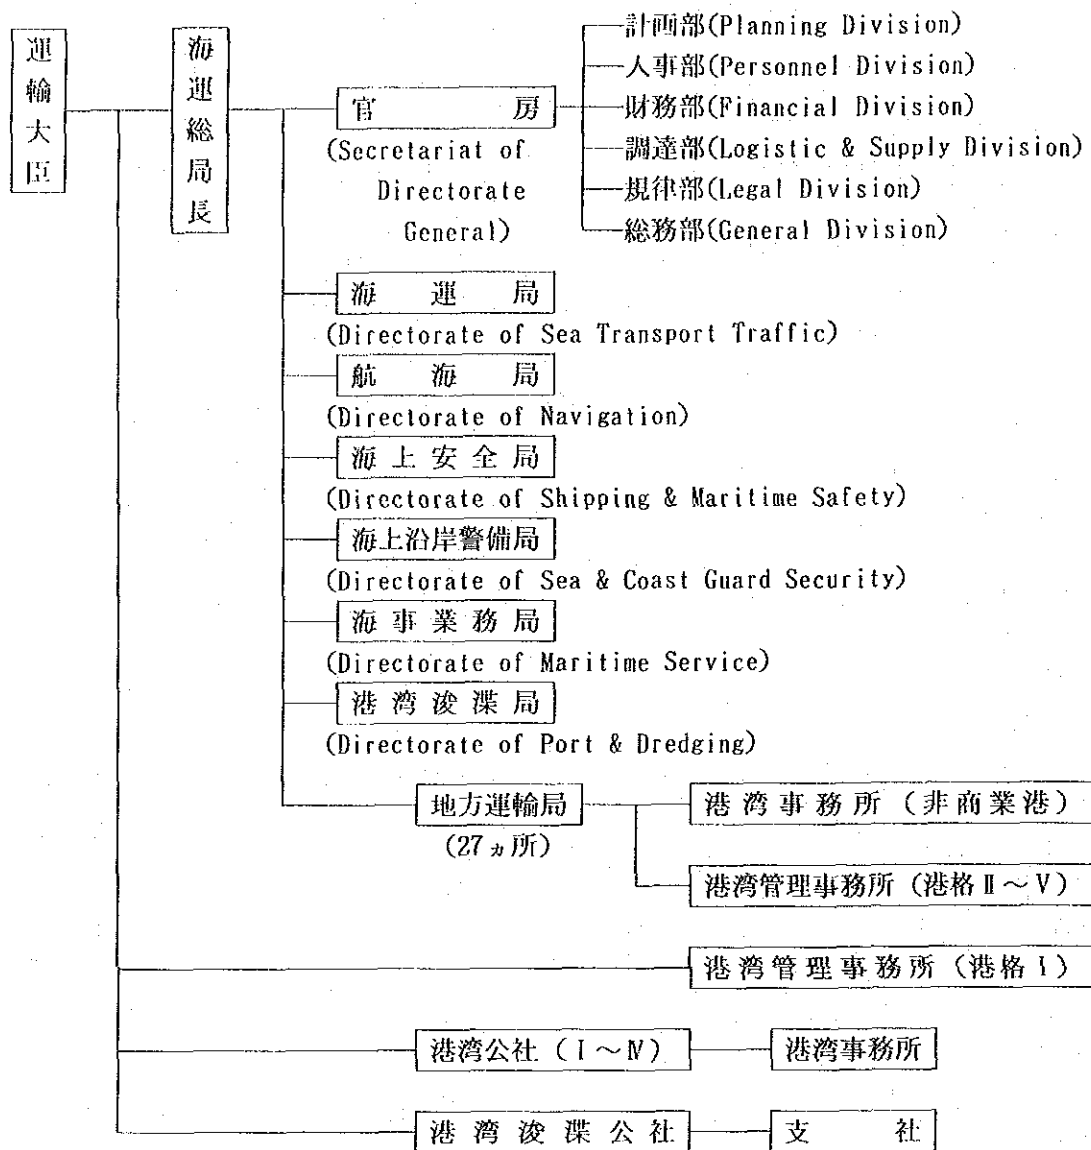 運輸大臣
海運総局長
官 房
(Secretariat of
Directorate
General)
計画部(Planning Division)
人事部(Personnel Division)
財務部(Financial Division)
調達部(Logistic & Supply Division)
規律部(Legal Division)
総務部(General Division)
海 運 局
(Directorate of Sea Transport Traffic)
航 海 局
(Directorate of Navigation)
海 上 安 全 局
(Directorate of Shipping & Maritime Safety)
海上沿岸警備局
(Directorate of Sea & Coast Guard Security)
海 事 業 務 局
(Directorate of Maritime Service)
港 湾 浚 渫 局
(Directorate of Port & Dredging)
地方運輸局
(27ヵ所)
港 湾 事 務 所 (非 商 業 港)
港湾管理事務所 (港格Ⅱ～Ⅴ)
港 湾 管 理 事 務 所 (港 格 Ⅰ)
港湾公社 (Ⅰ～Ⅳ)
港湾事務所
港 湾 浚 渫 公 社
支 社